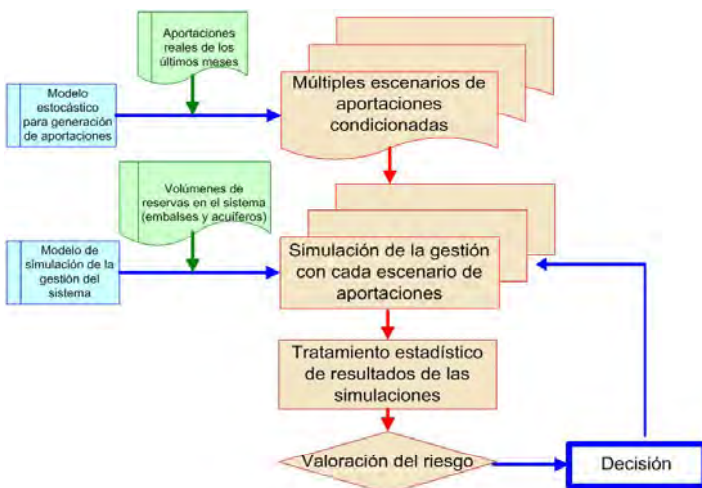 Aportaciones
reales de los
últimos meses
Modelo
estocástico
para generación
de aportaciones
Múltiples escenarios de
aportaciones
condicionadas
Volúmenes de
reservas en el sistema
(embalses y acuíferos)
Modelo de
simulación de la
gestión del
sistema
Simulación de la gestión
con cada escenario de
aportaciones
Tratamiento estadístico
de resultados de las
simulaciones
Valoración del riesgo
Decisión